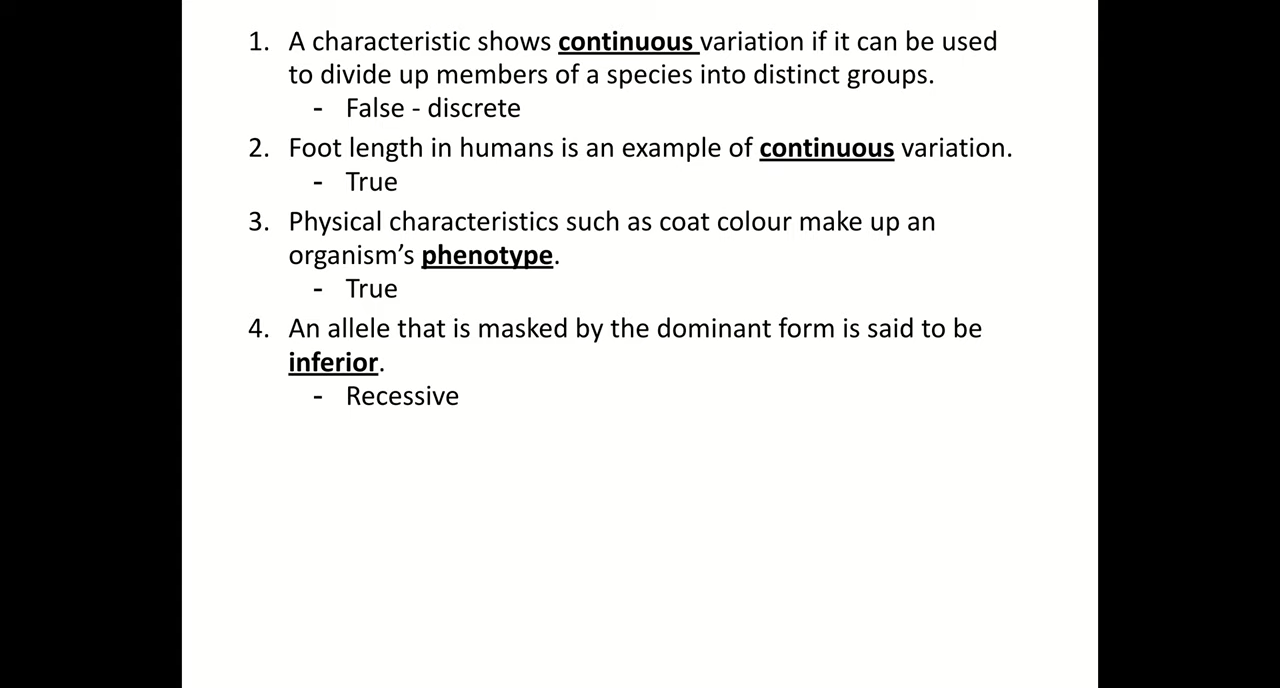 1. A characteristic shows continuous variation if it can be used
to divide up members of a species into distinct groups.
- False - discrete
2. Foot length in humans is an example of continuous variation.
- True
3. Physical characteristics such as coat colour make up an
organism’s phenotype.
- True
4. An allele that is masked by the dominant form is said to be
inferior.
- Recessive